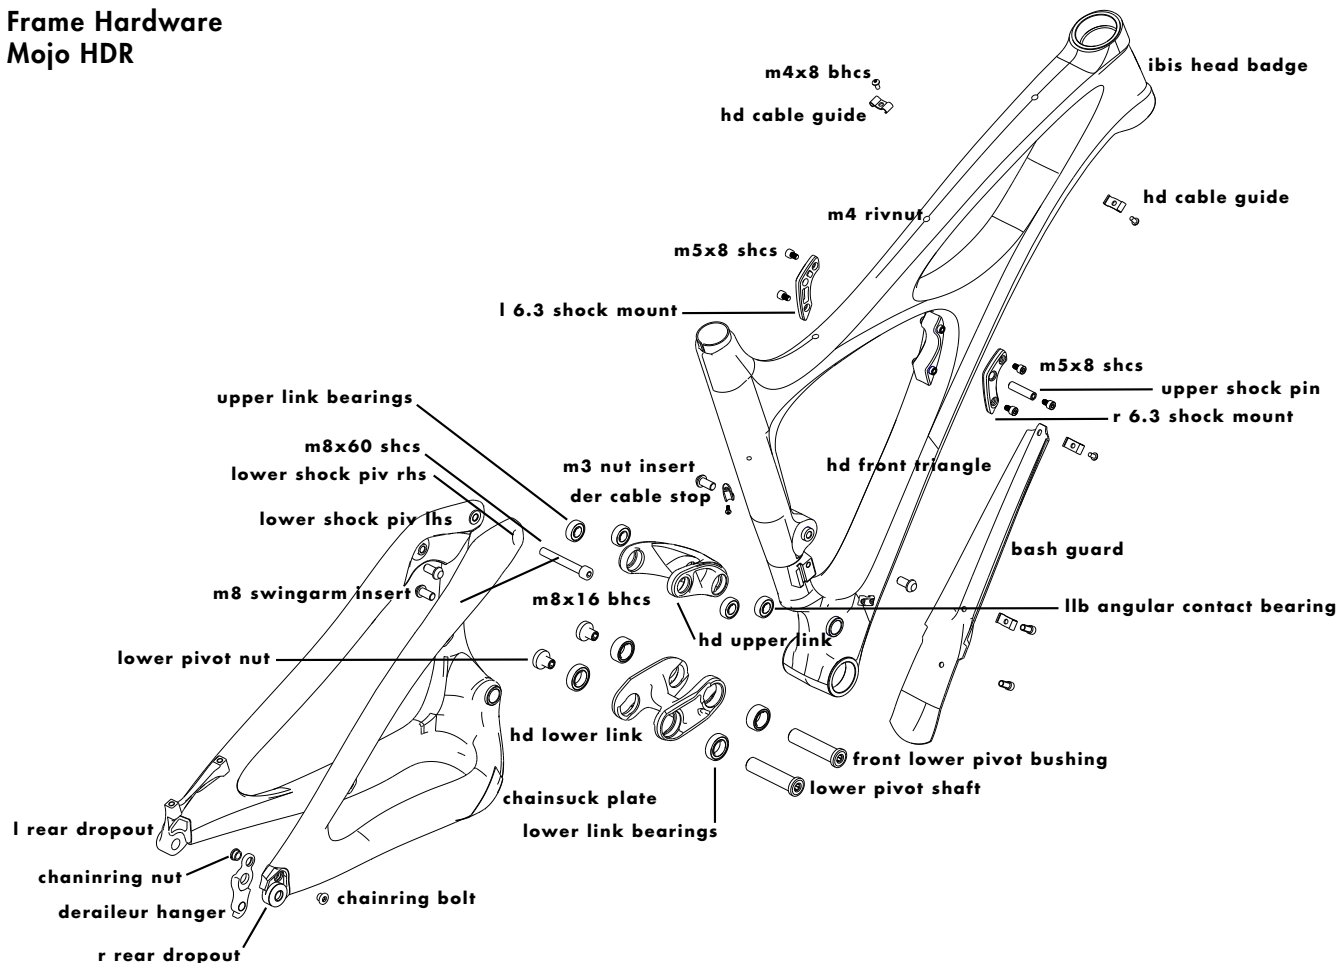 Frame Hardware
Mojo HDR
ibis head badge
m4x8 bhcs
hd cable guide
hd cable guide
m4 rivnut
m5x8 shcs
l 6.3 shock mount
m5x8 shcs
upper shock pin
r 6.3 shock mount
upper link bearings
m8x60 shcs
lower shock piv rhs
m3 nut insert
hd front triangle
der cable stop
lower shock piv lhs
bash guard
m8 swingarm insert
m8x16 bhcs
llb angular contact bearing
hd upper link
lower pivot nut
hd lower link
front lower pivot bushing
lower pivot shaft
chainsuck plate
lower link bearings
l rear dropout
chaninring nut
chainring bolt
deraileur hanger
r rear dropout